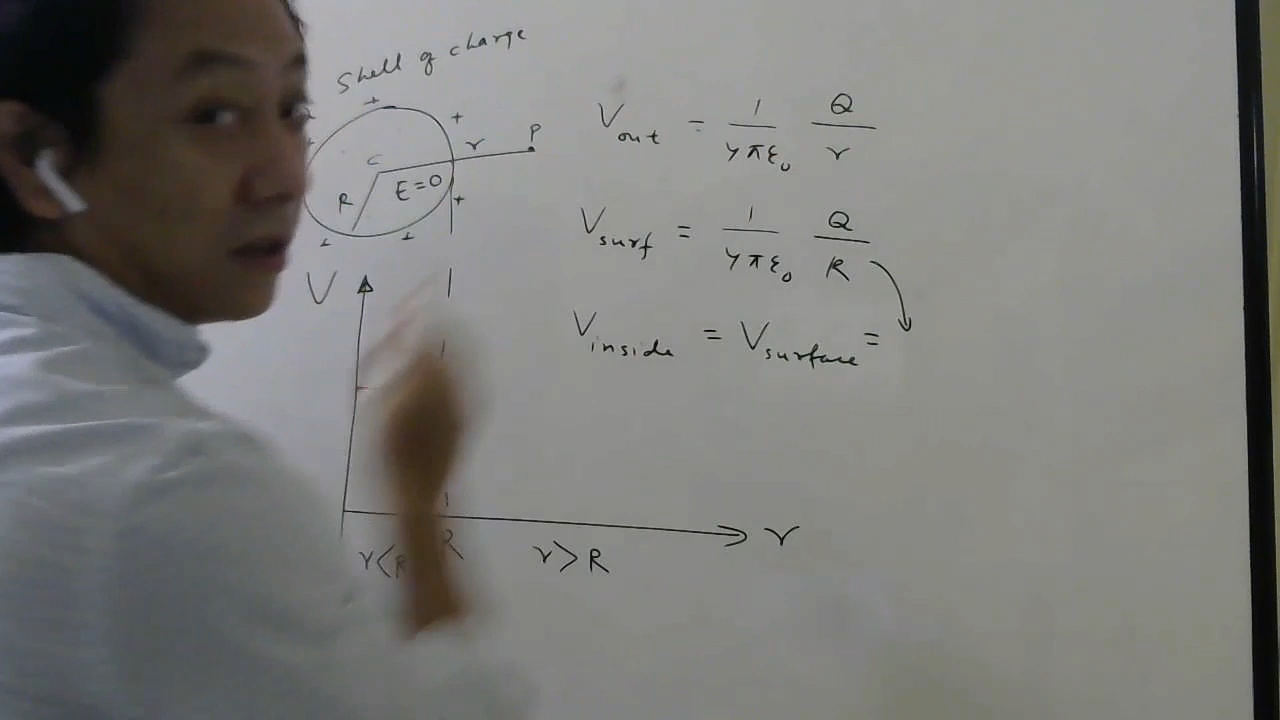 Shell of charge
+ + + + + + +
P
r
C
R E=0
V_out = 1/4πε₀ Q/r
V_surf = 1/4πε₀ Q/R
V_inside = V_surface =
V
r
r<R R r>R